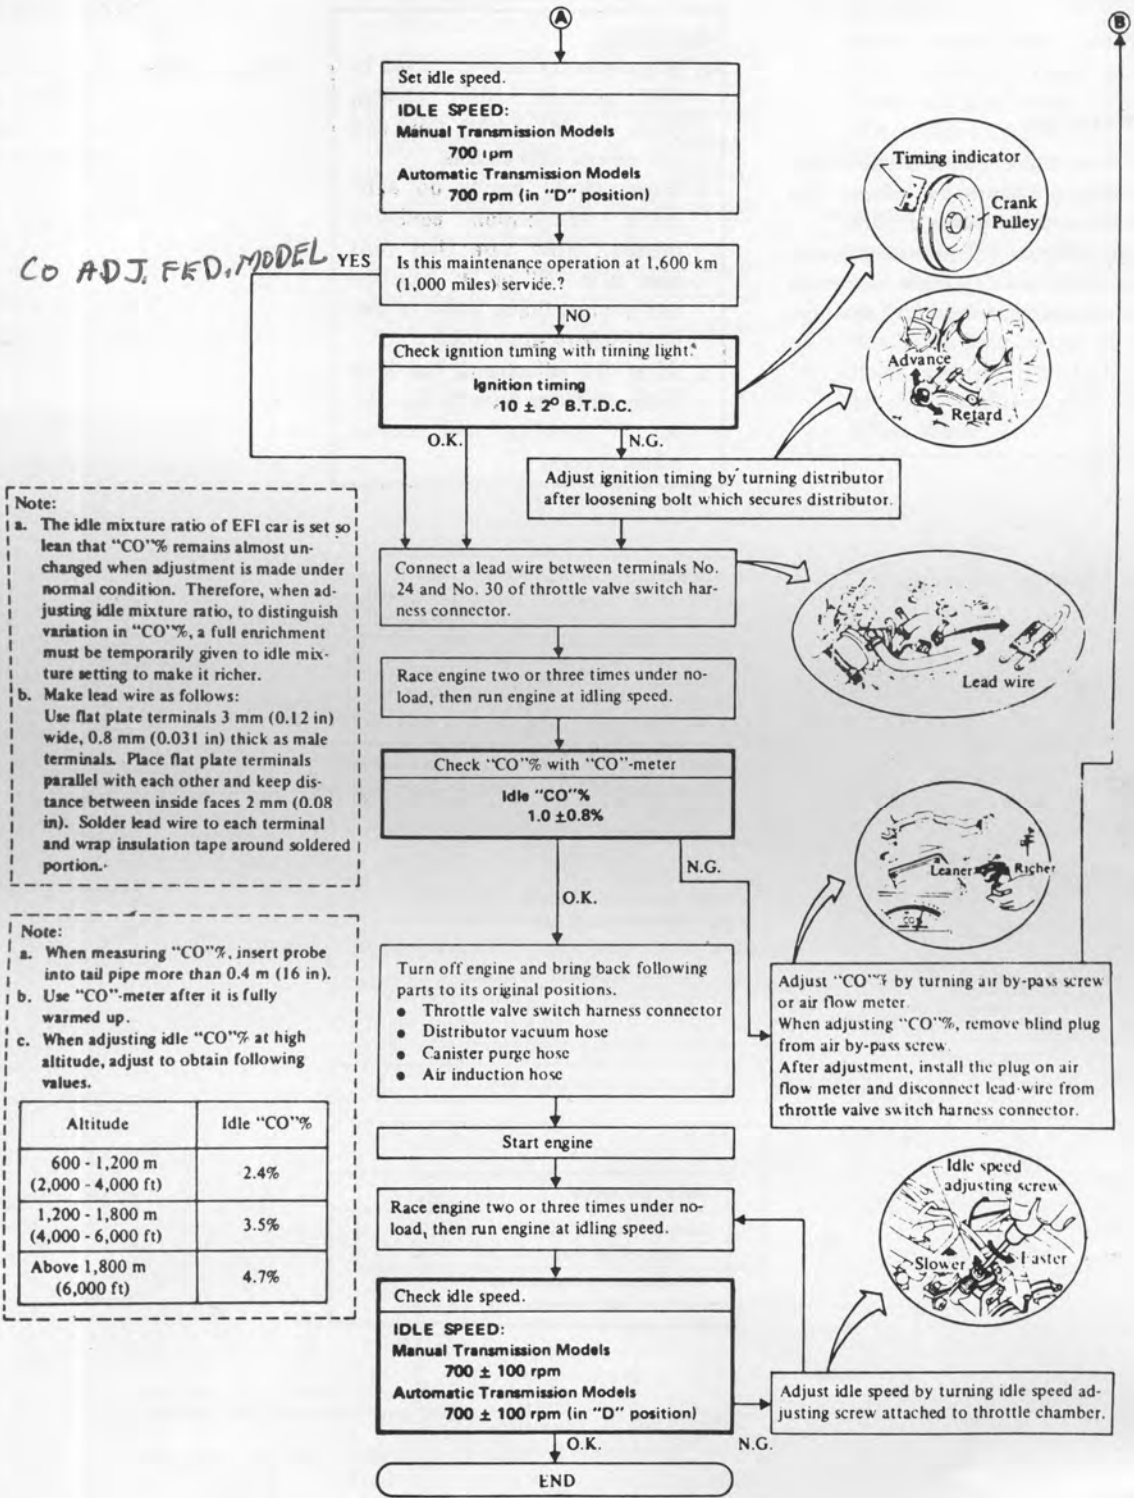 A
B
Set idle speed.
IDLE SPEED:
Manual Transmission Models
700 rpm
Automatic Transmission Models
700 rpm (in "D" position)
CO ADJ. FED. MODEL
YES
Is this maintenance operation at 1,600 km
(1,000 miles) service.?
NO
Check ignition timing with timing light.*
Ignition timing
10 ± 2° B.T.D.C.
O.K.
N.G.
Timing indicator
Crank
Pulley
Advance
Retard
Adjust ignition timing by turning distributor
after loosening bolt which secures distributor.
Connect a lead wire between terminals No.
24 and No. 30 of throttle valve switch har-
ness connector.
Lead wire
Race engine two or three times under no-
load, then run engine at idling speed.
Check "CO"% with "CO"-meter
Idle "CO"%
1.0 ±0.8%
N.G.
O.K.
Leaner
Richer
CO
Adjust "CO"% by turning air by-pass screw
or air flow meter.
When adjusting "CO"%, remove blind plug
from air by-pass screw.
After adjustment, install the plug on air
flow meter and disconnect lead wire from
throttle valve switch harness connector.
Turn off engine and bring back following
parts to its original positions.
● Throttle valve switch harness connector
● Distributor vacuum hose
● Canister purge hose
● Air induction hose
Start engine
Race engine two or three times under no-
load, then run engine at idling speed.
Idle speed
adjusting screw
Slower
Faster
Check idle speed.
IDLE SPEED:
Manual Transmission Models
700 ± 100 rpm
Automatic Transmission Models
700 ± 100 rpm (in "D" position)
Adjust idle speed by turning idle speed ad-
justing screw attached to throttle chamber.
O.K.
N.G.
END
Note:
a. The idle mixture ratio of EFI car is set so
lean that "CO"% remains almost un-
changed when adjustment is made under
normal condition. Therefore, when ad-
justing idle mixture ratio, to distinguish
variation in "CO"%, a full enrichment
must be temporarily given to idle mix-
ture setting to make it richer.
b. Make lead wire as follows:
Use flat plate terminals 3 mm (0.12 in)
wide, 0.8 mm (0.031 in) thick as male
terminals. Place flat plate terminals
parallel with each other and keep dis-
tance between inside faces 2 mm (0.08
in). Solder lead wire to each terminal
and wrap insulation tape around soldered
portion.
Note:
a. When measuring "CO"%, insert probe
into tail pipe more than 0.4 m (16 in).
b. Use "CO"-meter after it is fully
warmed up.
c. When adjusting idle "CO"% at high
altitude, adjust to obtain following
values.
Altitude Idle "CO"%
600 - 1,200 m
(2,000 - 4,000 ft) 2.4%
1,200 - 1,800 m
(4,000 - 6,000 ft) 3.5%
Above 1,800 m
(6,000 ft) 4.7%